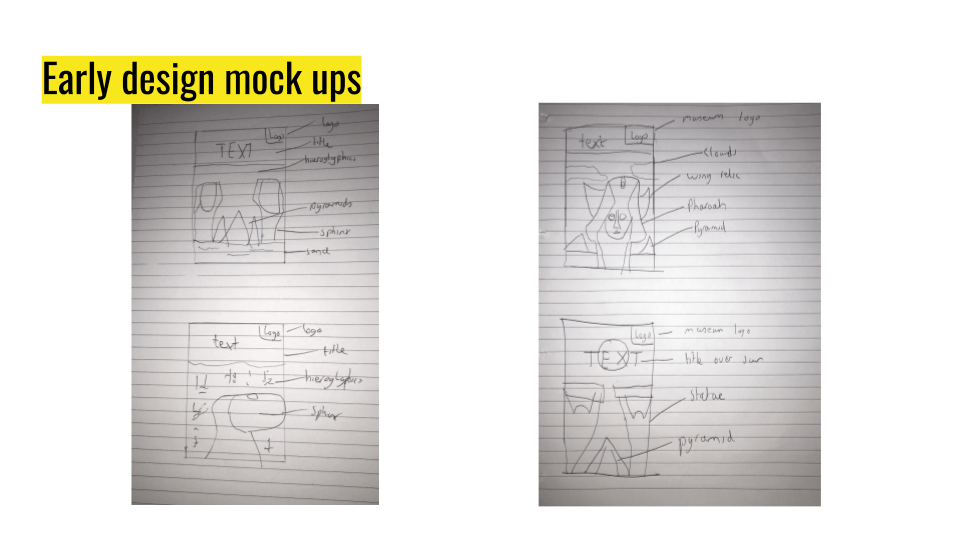 Early design mock ups
Logo
logo
TEXT
title
hieroglyphics
pyramids
sphinx
sand
Logo
logo
text
title
hieroglyphics
sphinx
text
Logo
museum logo
clouds
wing relic
Pharoah
Pyramid
Logo
museum logo
TEXT
title over sun
statue
pyramid